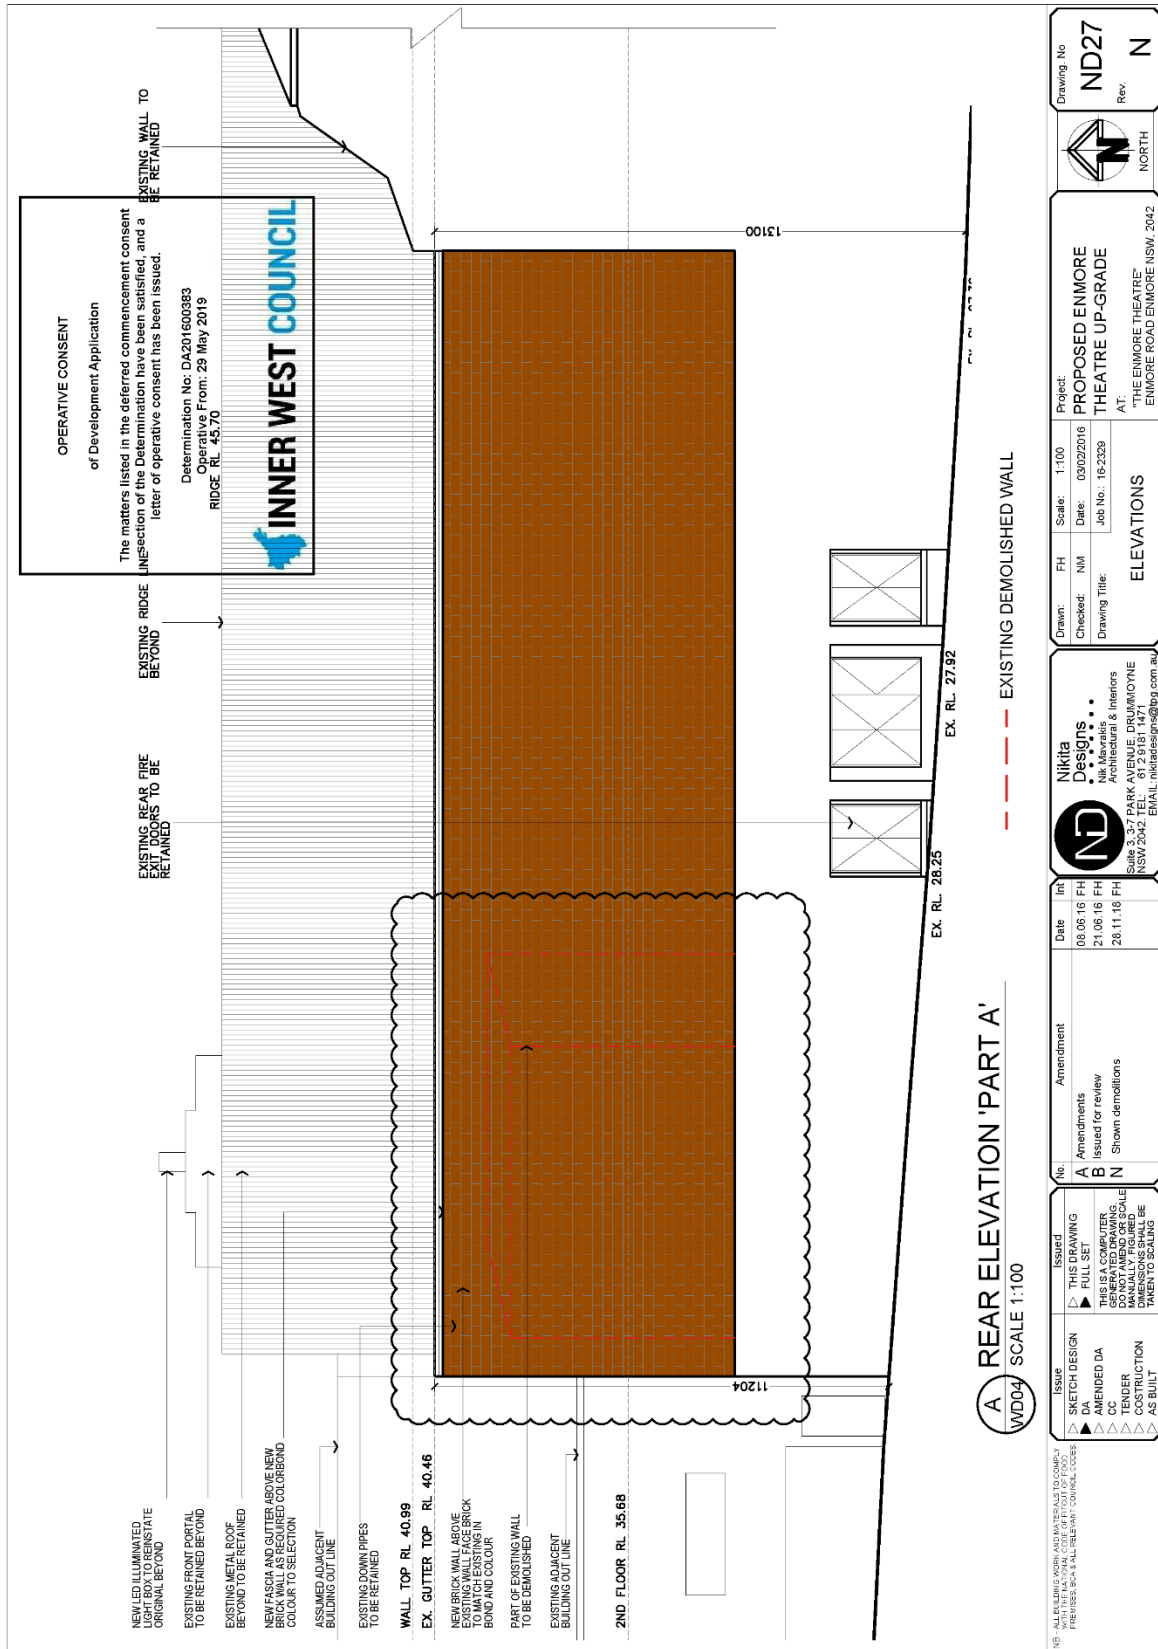 OPERATIVE CONSENT
of Development Application
The matters listed in the deferred commencement consent
section of the Determination have been satisfied, and a
letter of operative consent has been issued.
Determination No: DA201600383
Operative From: 29 May 2019
RIDGE RL 45.70
INNER WEST COUNCIL
EXISTING WALL TO
BE RETAINED
EXISTING RIDGE LINE
BEYOND
EXISTING REAR FIRE
EXIT DOORS TO BE
RETAINED
NEW LED ILLUMINATED
LIGHT BOX TO REINSTATE
ORIGINAL BEYOND
EXISTING FRONT PORTAL
TO BE RETAINED BEYOND
EXISTING METAL ROOF
BEYOND TO BE RETAINED
NEW FASCIA AND GUTTER ABOVE NEW
BRICK WALL AS REQUIRED COLORBOND
COLOUR TO SELECTION
ASSUMED ADJACENT
BUILDING OUT LINE
EXISTING DOWN PIPES
TO BE RETAINED
WALL TOP RL 40.99
EX. GUTTER TOP RL 40.46
NEW BRICK WALL ABOVE
EXISTING WALL FACE BRICK
TO MATCH EXISTING IN
BOND AND COLOUR
PART OF EXISTING WALL
TO BE DEMOLISHED
EXISTING ADJACENT
BUILDING OUT LINE
2ND FLOOR RL 35.68
11204
13100
EX. RL. 28.25
EX. RL. 27.92
EXISTING DEMOLISHED WALL
A
WD04
REAR ELEVATION 'PART A'
SCALE 1:100
NB - ALL BUILDING WORK AND MATERIALS TO COMPLY
WITH THE NATIONAL CODE OF FITOUT OF FOOD
PREMISES, BCA & ALL RELEVANT COUNCIL CODES.
Issue
SKETCH DESIGN
DA
AMENDED DA
CC
TENDER
COSTRUCTION
AS BUILT
Issued
THIS DRAWING
FULL SET
THIS IS A COMPUTER
GENERATED DRAWING.
DO NOT AMEND OR SCALE
MANUALLY. FIGURED
DIMENSIONS SHALL BE
TAKEN TO SCALING
No. Amendment Date Int
A Amendments 08.06.16 FH
B Issued for review 21.06.16 FH
N Shown demolitions 28.11.18 FH
ND
Nikita
Designs
Nik Mavrakis
Architectural & Interiors
Suite 3, 3-7 PARK AVENUE, DRUMMOYNE
NSW 2042. TEL: 61 2 9181 1471
EMAIL: nikitadesigns@tpg.com.au
Drawn: FH
Scale: 1:100
Checked: NM
Date: 03/02/2016
Job No.: 16-2329
Drawing Title:
ELEVATIONS
Project:
PROPOSED ENMORE
THEATRE UP-GRADE
AT:
"THE ENMORE THEATRE"
ENMORE ROAD ENMORE NSW, 2042
N
NORTH
Drawing. No
ND27
Rev.
N